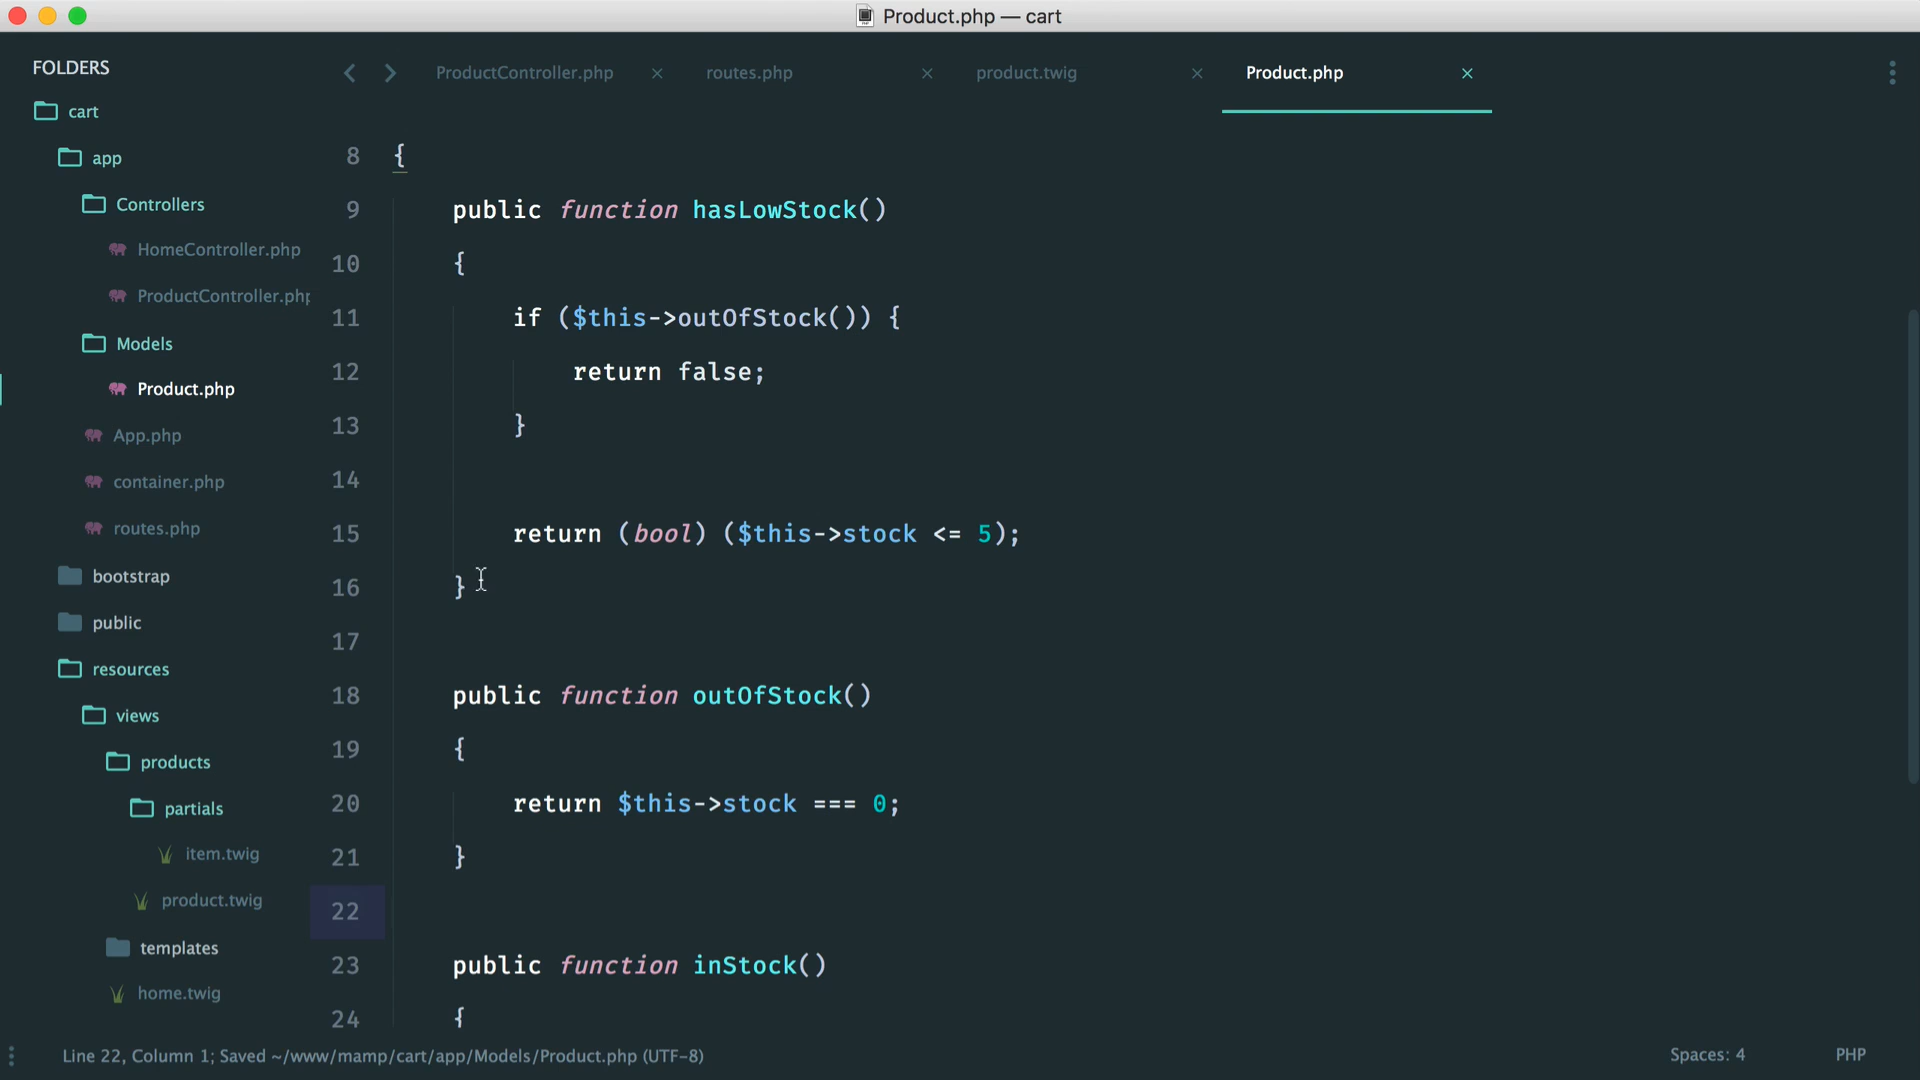 Product.php — cart
FOLDERS
cart
app
Controllers
HomeController.php
ProductController.php
Models
Product.php
App.php
container.php
routes.php
bootstrap
public
resources
views
products
partials
item.twig
product.twig
templates
home.twig
ProductController.php
routes.php
product.twig
Product.php
8 {
9 public function hasLowStock()
10 {
11 if ($this->outOfStock()) {
12 return false;
13 }
14
15 return (bool) ($this->stock <= 5);
16 }
17
18 public function outOfStock()
19 {
20 return $this->stock === 0;
21 }
22
23 public function inStock()
24 {
Line 22, Column 1; Saved ~/www/mamp/cart/app/Models/Product.php (UTF-8)
Spaces: 4
PHP